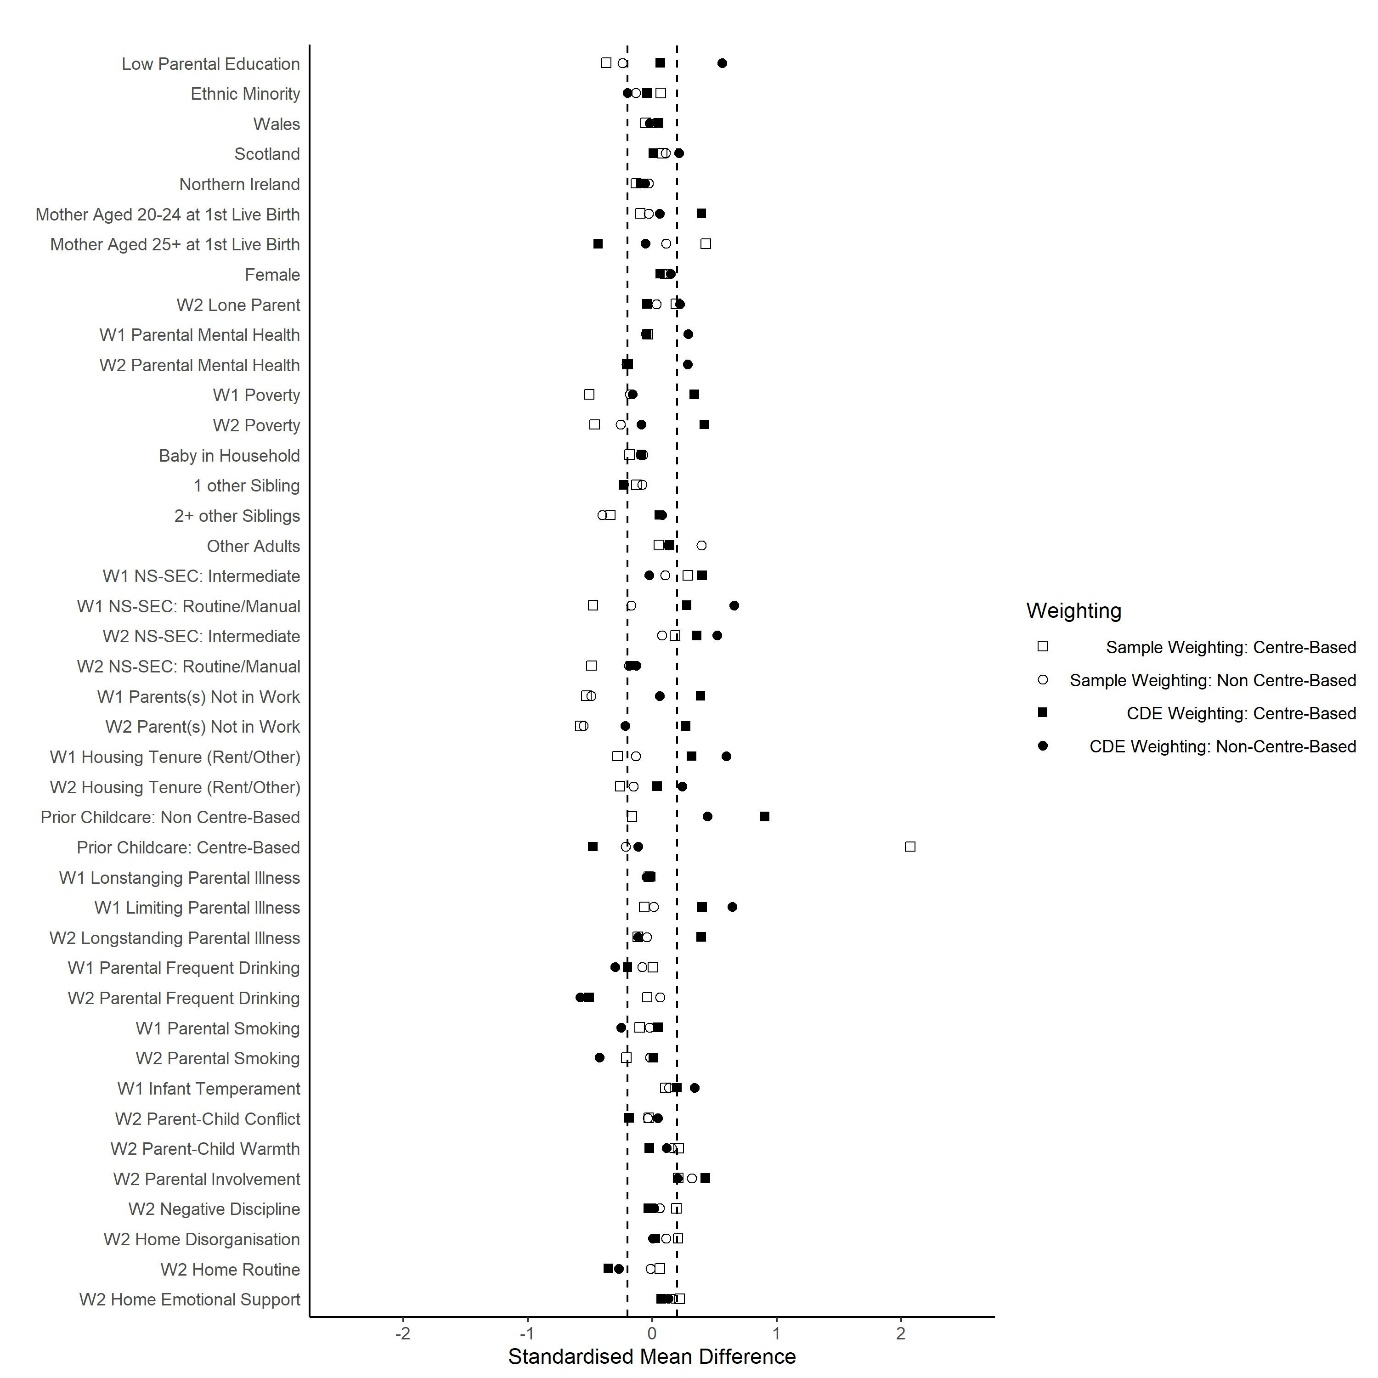 Low Parental Education
Ethnic Minority
Wales
Scotland
Northern Ireland
Mother Aged 20-24 at 1st Live Birth
Mother Aged 25+ at 1st Live Birth
Female
W2 Lone Parent
W1 Parental Mental Health
W2 Parental Mental Health
W1 Poverty
W2 Poverty
Baby in Household
1 other Sibling
2+ other Siblings
Other Adults
W1 NS-SEC: Intermediate
W1 NS-SEC: Routine/Manual
W2 NS-SEC: Intermediate
W2 NS-SEC: Routine/Manual
W1 Parents(s) Not in Work
W2 Parent(s) Not in Work
W1 Housing Tenure (Rent/Other)
W2 Housing Tenure (Rent/Other)
Prior Childcare: Non Centre-Based
Prior Childcare: Centre-Based
W1 Lonstanging Parental Illness
W1 Limiting Parental Illness
W2 Longstanding Parental Illness
W1 Parental Frequent Drinking
W2 Parental Frequent Drinking
W1 Parental Smoking
W2 Parental Smoking
W1 Infant Temperament
W2 Parent-Child Conflict
W2 Parent-Child Warmth
W2 Parental Involvement
W2 Negative Discipline
W2 Home Disorganisation
W2 Home Routine
W2 Home Emotional Support
-2 -1 0 1 2
Standardised Mean Difference
Weighting
Sample Weighting: Centre-Based
Sample Weighting: Non Centre-Based
CDE Weighting: Centre-Based
CDE Weighting: Non-Centre-Based